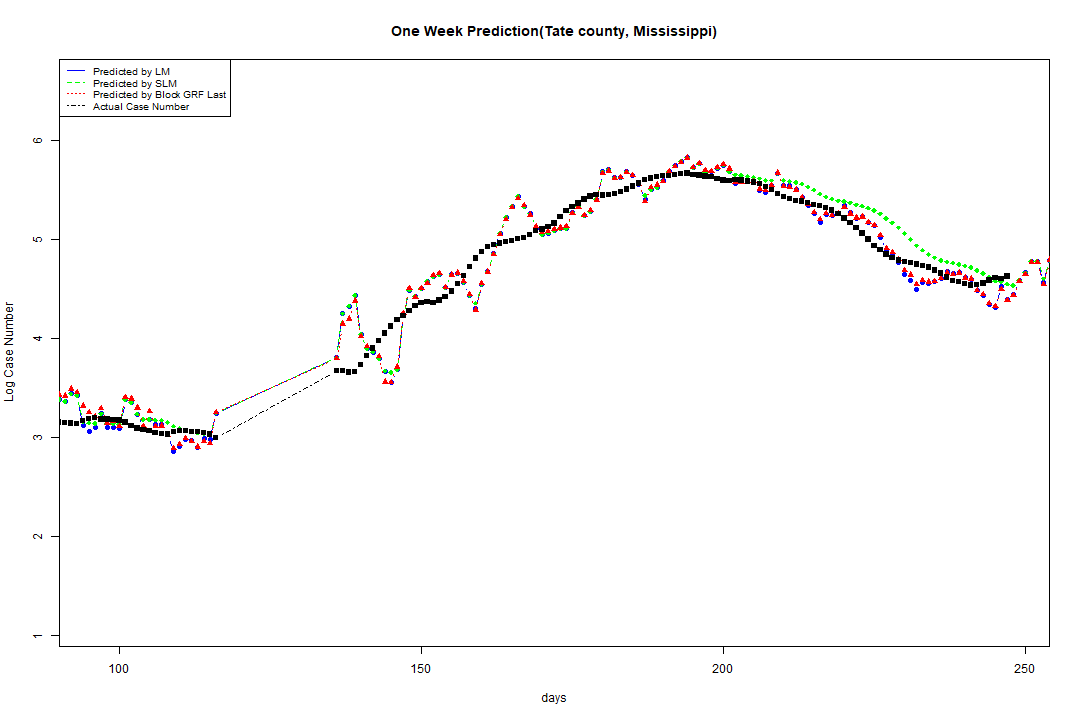 One Week Prediction(Tate county, Mississippi)
Predicted by LM
Predicted by SLM
Predicted by Block GRF Last
Actual Case Number
6
5
4
3
2
1
Log Case Number
100 150 200 250
days